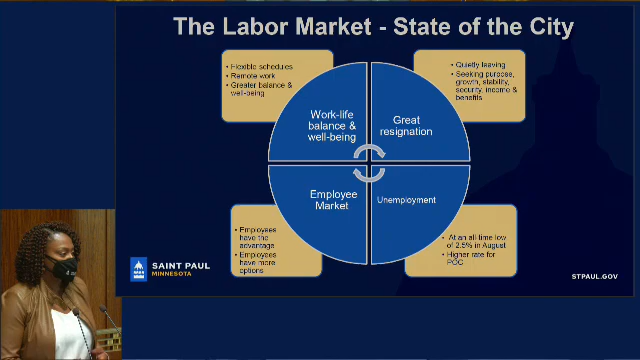 The Labor Market - State of the City
• Flexible schedules
• Remote work
• Greater balance &
well-being
• Quietly leaving
• Seeking purpose,
growth, stability,
security, income &
benefits
Work-life
balance &
well-being
Great
resignation
Employee
Market
Unemployment
• Employees
have the
advantage
• Employees
have more
options
• At an all-time low
of 2.5% in August
• Higher rate for
POC
SAINT PAUL
MINNESOTA
STPAUL.GOV